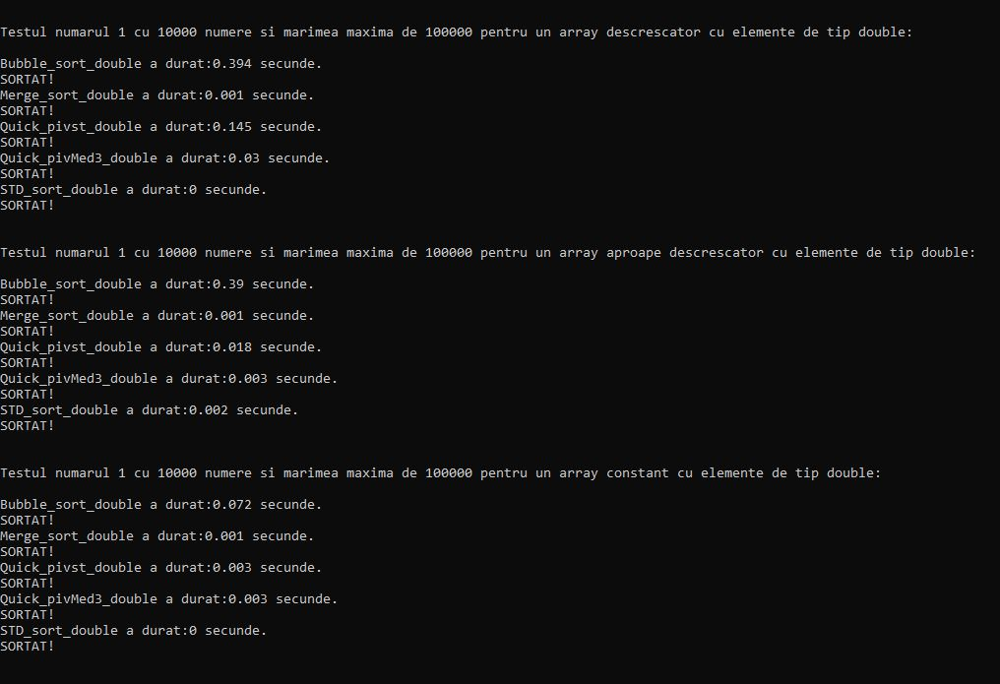 Testul numarul 1 cu 10000 numere si marimea maxima de 100000 pentru un array descrescator cu elemente de tip double:
Bubble_sort_double a durat:0.394 secunde.
SORTAT!
Merge_sort_double a durat:0.001 secunde.
SORTAT!
Quick_pivst_double a durat:0.145 secunde.
SORTAT!
Quick_pivMed3_double a durat:0.03 secunde.
SORTAT!
STD_sort_double a durat:0 secunde.
SORTAT!
Testul numarul 1 cu 10000 numere si marimea maxima de 100000 pentru un array aproape descrescator cu elemente de tip double:
Bubble_sort_double a durat:0.39 secunde.
SORTAT!
Merge_sort_double a durat:0.001 secunde.
SORTAT!
Quick_pivst_double a durat:0.018 secunde.
SORTAT!
Quick_pivMed3_double a durat:0.003 secunde.
SORTAT!
STD_sort_double a durat:0.002 secunde.
SORTAT!
Testul numarul 1 cu 10000 numere si marimea maxima de 100000 pentru un array constant cu elemente de tip double:
Bubble_sort_double a durat:0.072 secunde.
SORTAT!
Merge_sort_double a durat:0.001 secunde.
SORTAT!
Quick_pivst_double a durat:0.003 secunde.
SORTAT!
Quick_pivMed3_double a durat:0.003 secunde.
SORTAT!
STD_sort_double a durat:0 secunde.
SORTAT!